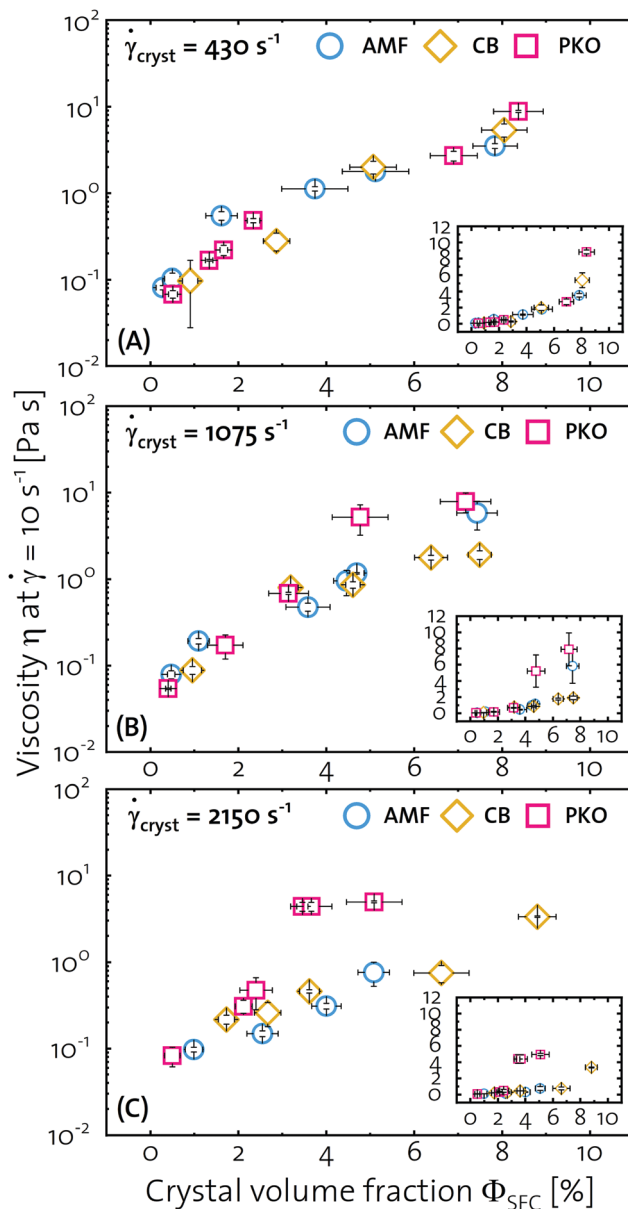 γ̇cryst = 430 s⁻¹ AMF CB PKO
10²
10¹
10⁰
10⁻¹
10⁻²
(A)
12
10
8
6
4
2
0
0 2 4 6 8 10
0 2 4 6 8 10
γ̇cryst = 1075 s⁻¹ AMF CB PKO
10²
10¹
10⁰
10⁻¹
10⁻²
(B)
12
10
8
6
4
2
0
0 2 4 6 8 10
0 2 4 6 8 10
γ̇cryst = 2150 s⁻¹ AMF CB PKO
10²
10¹
10⁰
10⁻¹
10⁻²
(C)
12
10
8
6
4
2
0
0 2 4 6 8 10
0 2 4 6 8 10
Viscosity η at γ̇ = 10 s⁻¹ [Pa s]
Crystal volume fraction ΦSFC [%]